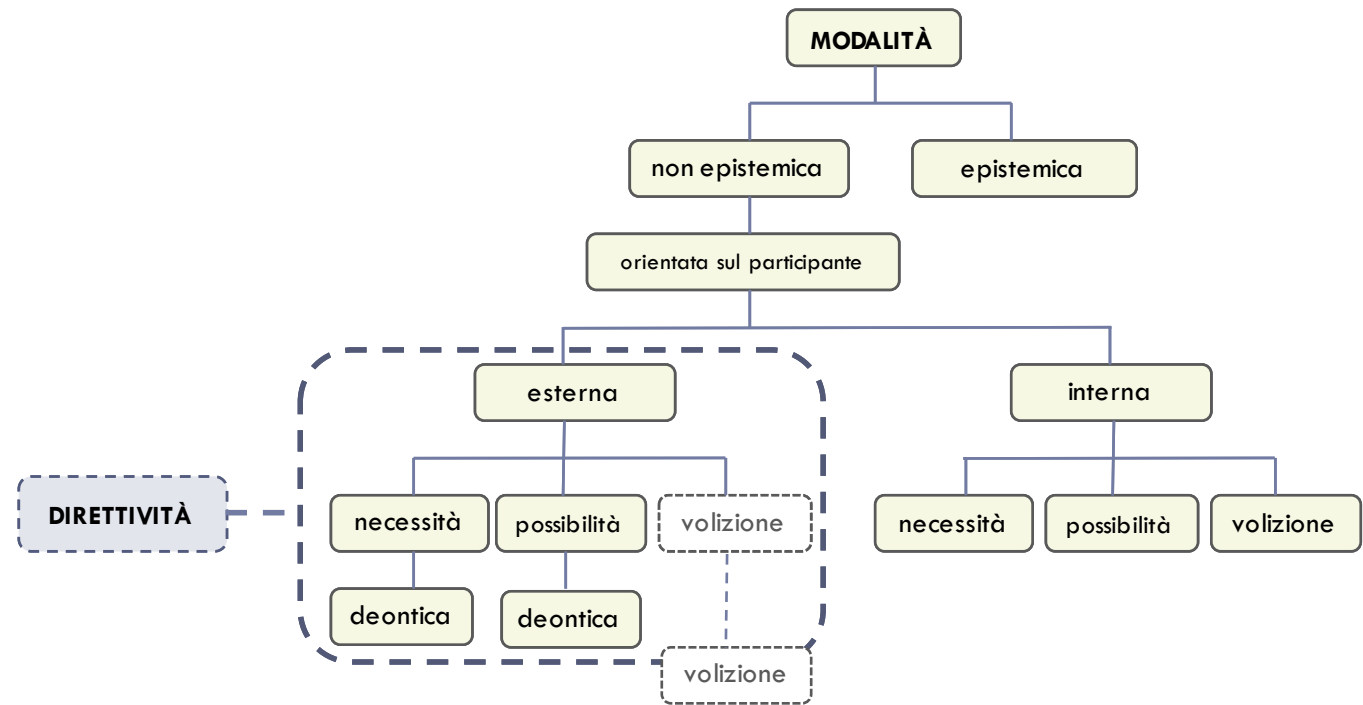 MODALITÀ
non epistemica
epistemica
orientata sul participante
esterna
interna
DIRETTIVITÀ
necessità
possibilità
volizione
necessità
possibilità
volizione
deontica
deontica
volizione